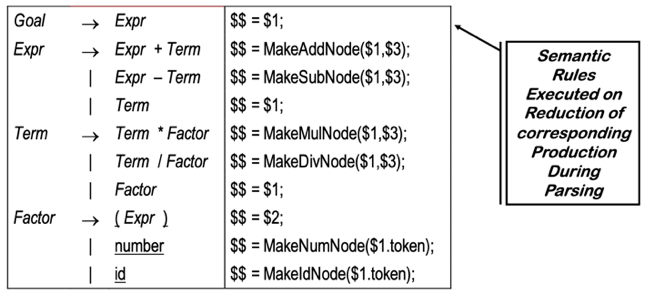 Goal → Expr $$ = $1;
Expr → Expr + Term $$ = MakeAddNode($1,$3);
| Expr – Term $$ = MakeSubNode($1,$3);
| Term $$ = $1;
Term → Term * Factor $$ = MakeMulNode($1,$3);
| Term / Factor $$ = MakeDivNode($1,$3);
| Factor $$ = $1;
Factor → ( Expr ) $$ = $2;
| number $$ = MakeNumNode($1.token);
| id $$ = MakeIdNode($1.token);
Semantic
Rules
Executed on
Reduction of
corresponding
Production
During
Parsing